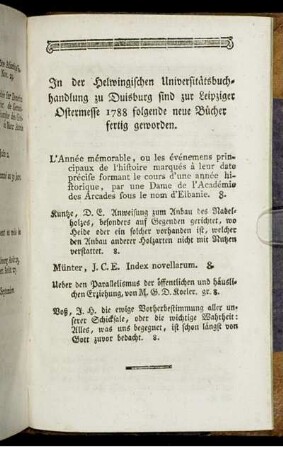 In der Helwingischen Universitätsbuch-
handlung zu Duisburg sind zur Leipziger
Ostermesse 1788 folgende neue Bücher
fertig geworden.
L'Année mémorable, ou les événemens prin-
cipaux de l'histoire marqués à leur date
précise formant le cours d'une année hi-
storique, par une Dame de l'Académie
des Arcades sous le nom d'Elbanie. 8.
Kuntze, D. E. Anweisung zum Anbau des Nadel-
holzes, besonders auf Gegenden gerichtet, wo
Heide oder ein solcher vorhanden ist, welcher
den Anbau anderer Holzarten nicht mit Nutzen
verstattet. 8.
Münter, J. C. E. Index novellarum. 8.
Ueber den Parallelismus der öffentlichen und häusli-
chen Erziehung, von M. G. D. Koeler. gr. 8.
Voß, J. H. die ewige Vorherbestimmung aller un-
serer Schicksale, oder die wichtige Wahrheit:
Alles, was uns begegnet, ist schon längst von
Gott zuvor bedacht. 8.